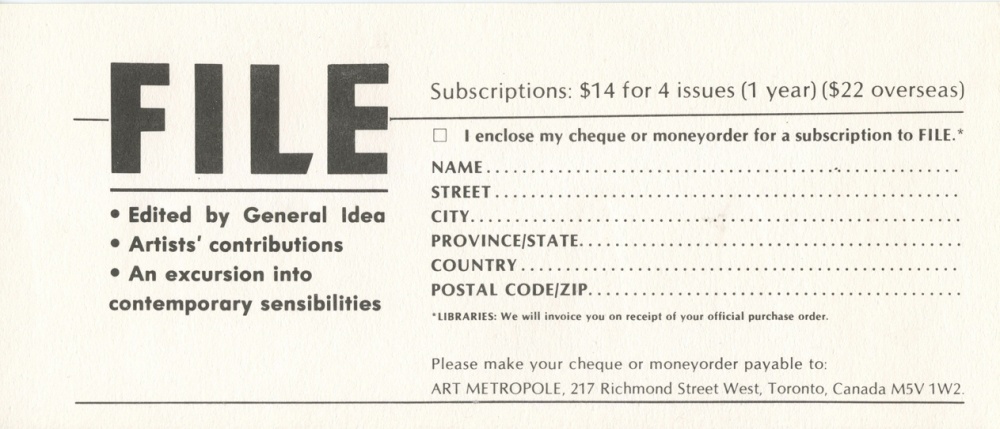 FILE
• Edited by General Idea
• Artists' contributions
• An excursion into
contemporary sensibilities
Subscriptions: $14 for 4 issues (1 year) ($22 overseas)
☐ I enclose my cheque or moneyorder for a subscription to FILE.*
NAME
STREET
CITY
PROVINCE/STATE
COUNTRY
POSTAL CODE/ZIP
*LIBRARIES: We will invoice you on receipt of your official purchase order.
Please make your cheque or moneyorder payable to:
ART METROPOLE, 217 Richmond Street West, Toronto, Canada M5V 1W2.